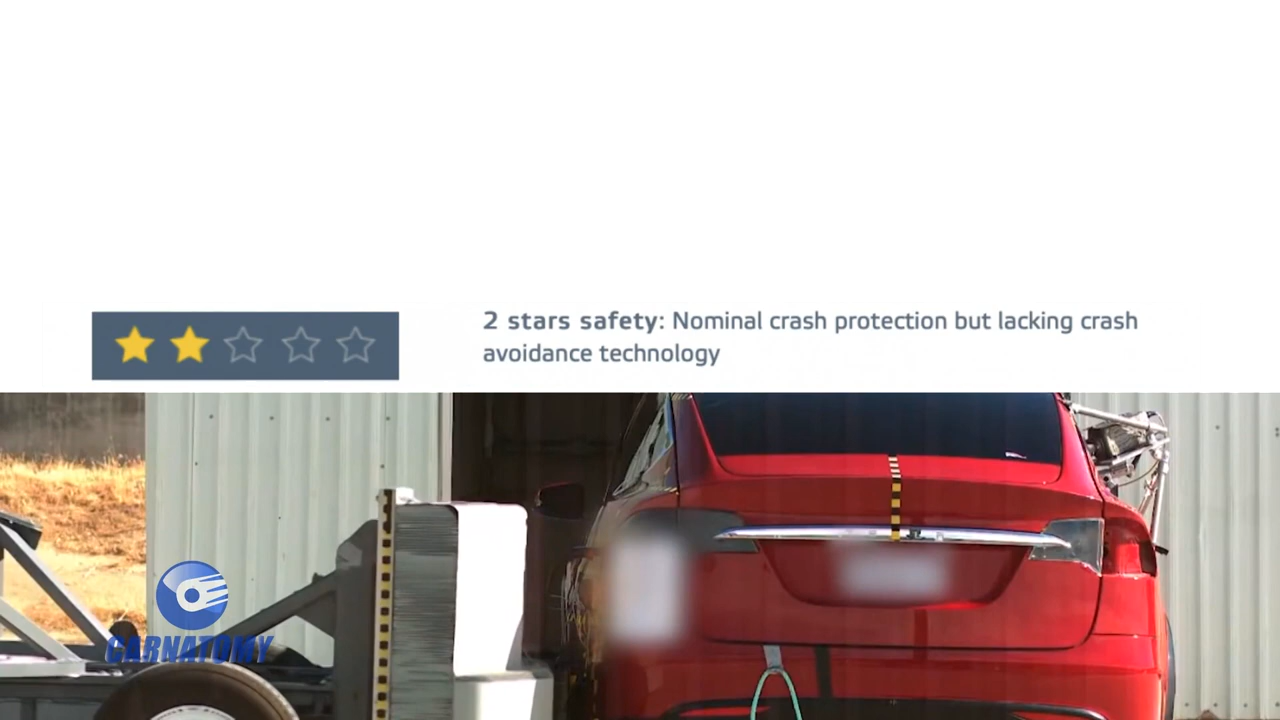 2 stars safety: Nominal crash protection but lacking crash
avoidance technology
CARNATOMY